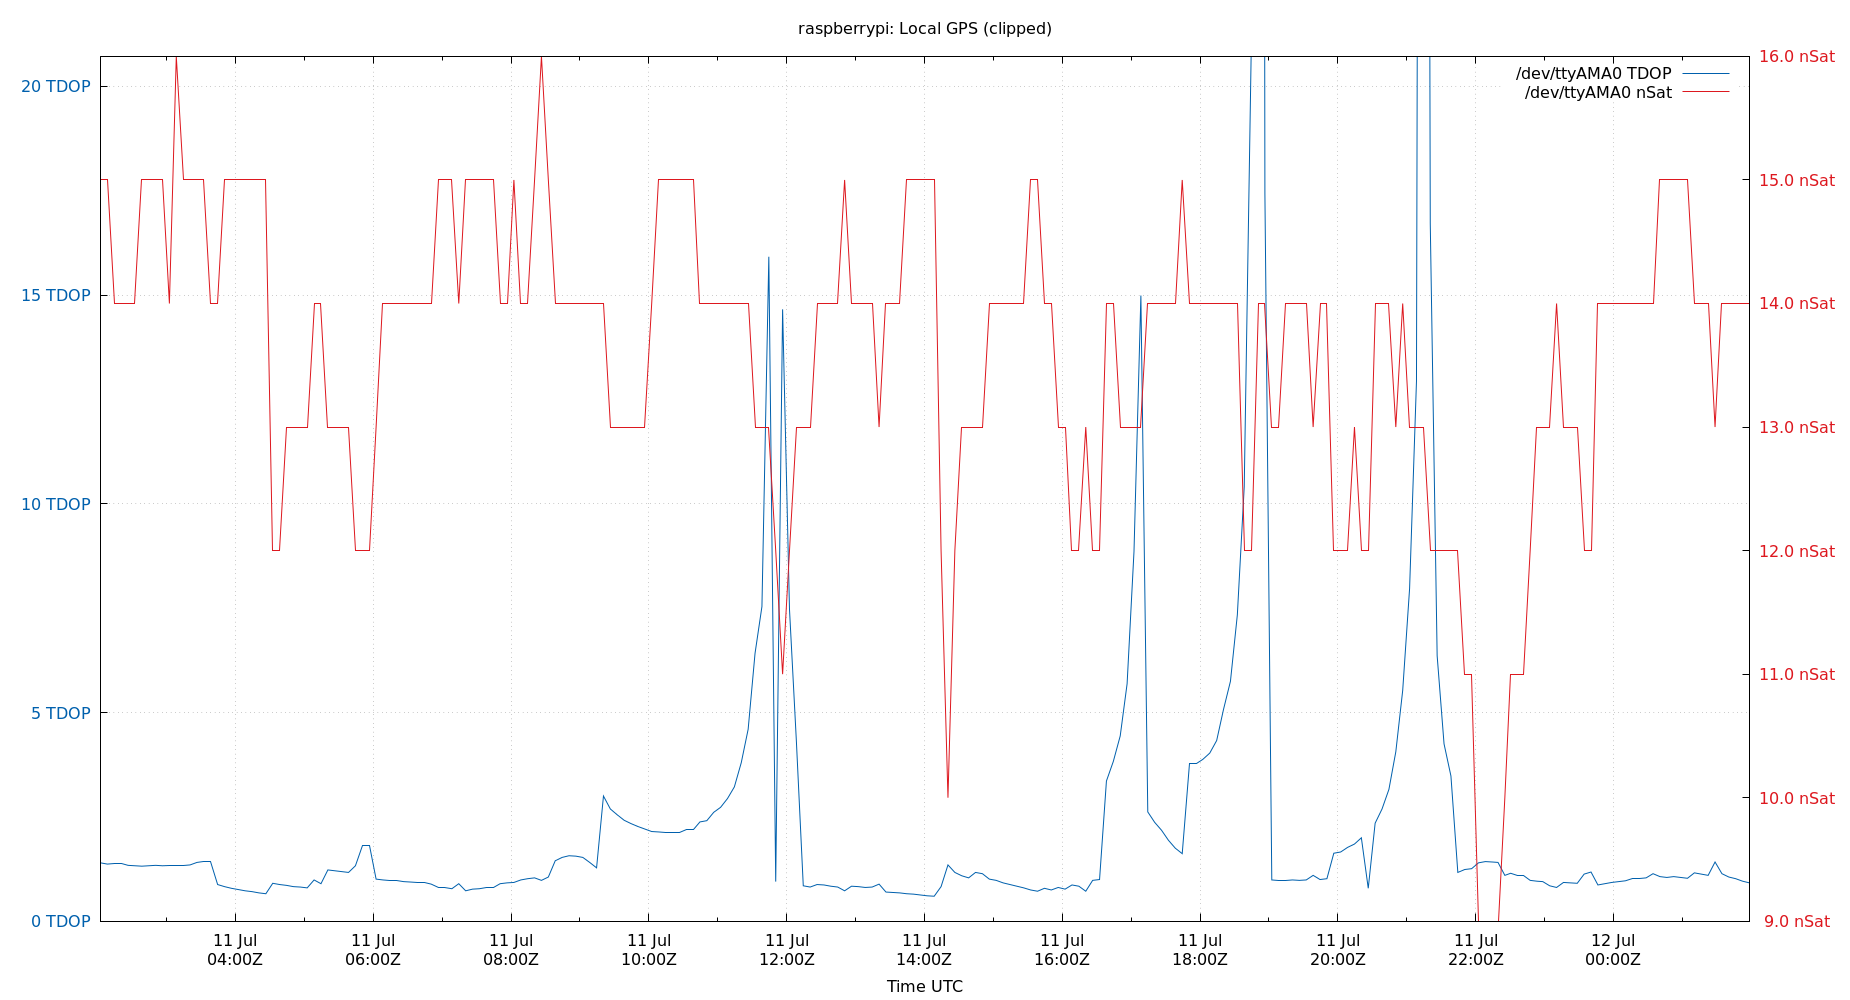 raspberrypi: Local GPS (clipped)
/dev/ttyAMA0 TDOP
/dev/ttyAMA0 nSat
20 TDOP
15 TDOP
10 TDOP
5 TDOP
0 TDOP
16.0 nSat
15.0 nSat
14.0 nSat
13.0 nSat
12.0 nSat
11.0 nSat
10.0 nSat
9.0 nSat
11 Jul 11 Jul 11 Jul 11 Jul 11 Jul 11 Jul 11 Jul 11 Jul 11 Jul 11 Jul 12 Jul
04:00Z 06:00Z 08:00Z 10:00Z 12:00Z 14:00Z 16:00Z 18:00Z 20:00Z 22:00Z 00:00Z
Time UTC